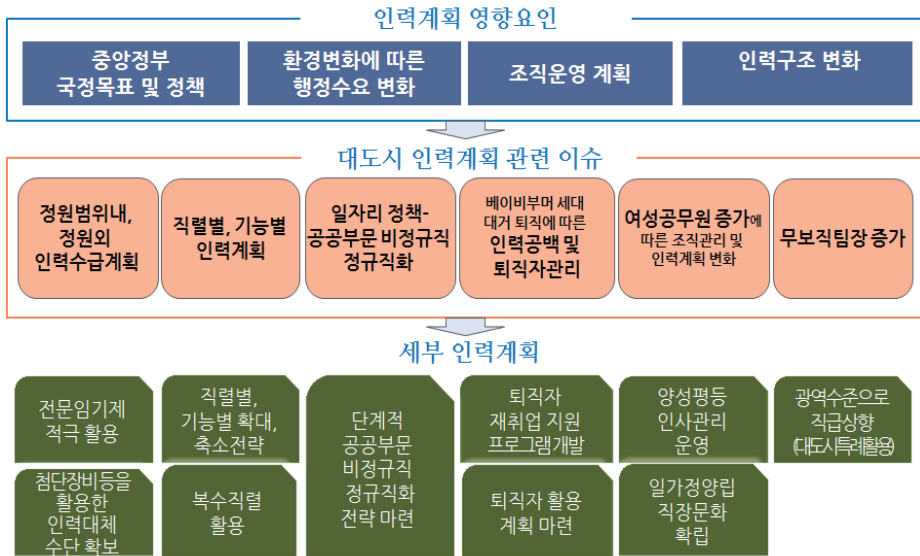 인력계획 영향요인
중앙정부
국정목표 및 정책
환경변화에 따른
행정수요 변화
조직운영 계획
인력구조 변화
대도시 인력계획 관련 이슈
정원범위내,
정원외
인력수급계획
직렬별, 기능별
인력계획
일자리 정책-
공공부문 비정규직
정규직화
베이비부머 세대
대거 퇴직에 따른
인력공백 및
퇴직자관리
여성공무원 증가에
따른 조직관리 및
인력계획 변화
무보직팀장 증가
세부 인력계획
전문임기제
적극 활용
직렬별,
기능별 확대,
축소전략
단계적
공공부문
비정규직
정규직화
전략 마련
퇴직자
재취업 지원
프로그램개발
양성평등
인사관리
운영
광역수준으로
직급상향
(대도시특례활용)
첨단장비등을
활용한
인력대체
수단 확보
복수직렬
활용
퇴직자 활용
계획 마련
일가정양립
직장문화
확립